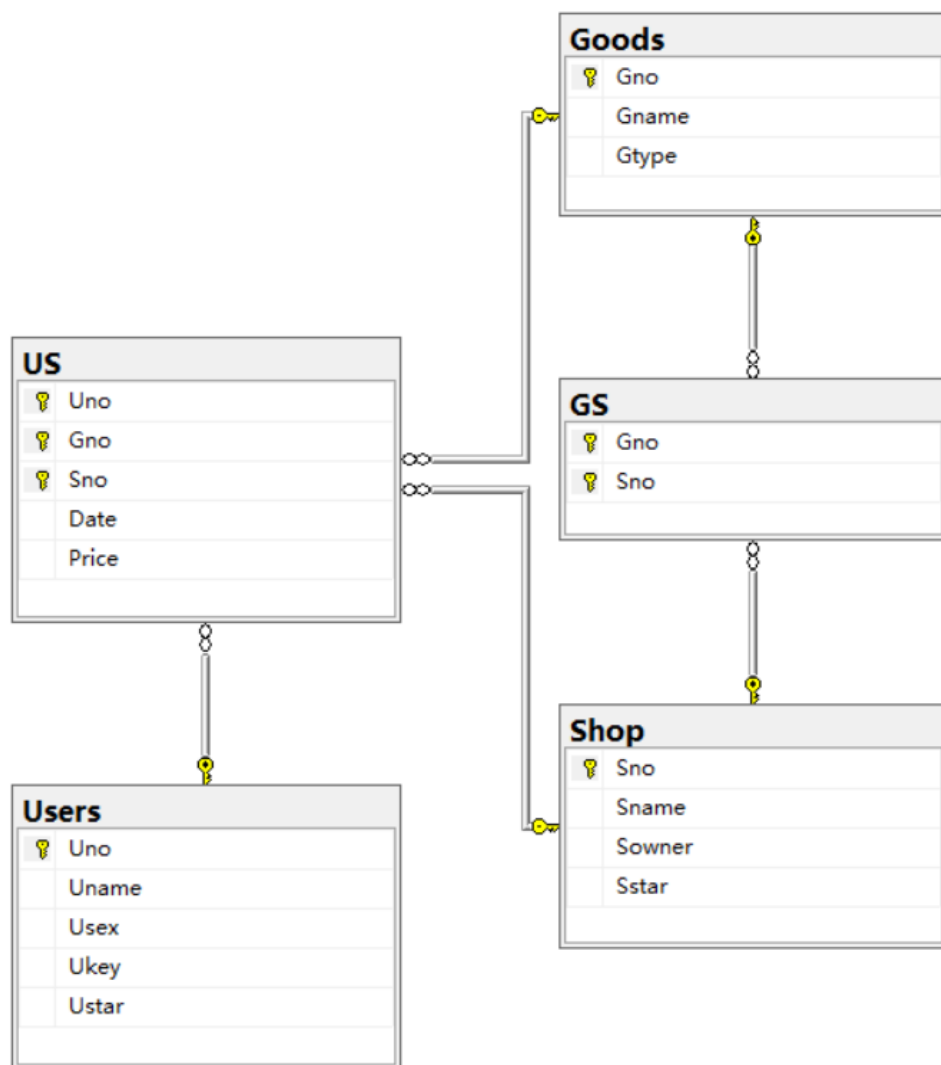 Goods
Gno
Gname
Gtype
US
Uno
Gno
Sno
Date
Price
GS
Gno
Sno
Shop
Sno
Sname
Sowner
Sstar
Users
Uno
Uname
Usex
Ukey
Ustar